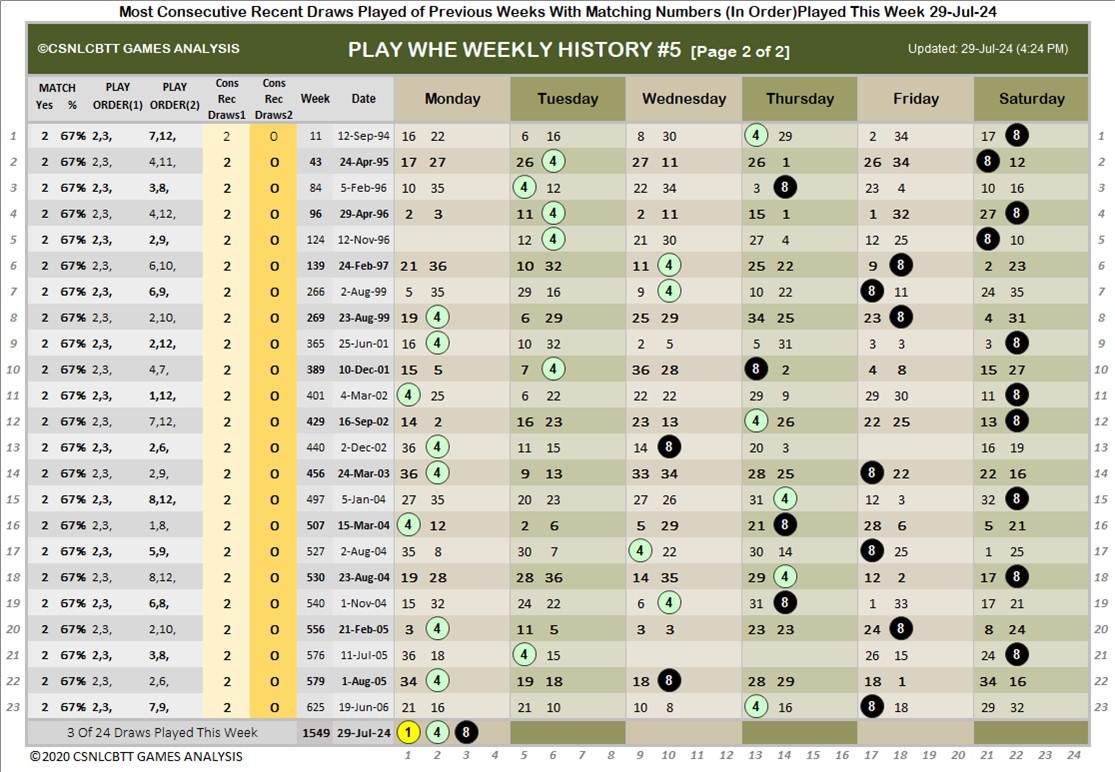 Most Consecutive Recent Draws Played of Previous Weeks With Matching Numbers (In Order)Played This Week 29-Jul-24
©CSNLCBTT GAMES ANALYSIS PLAY WHE WEEKLY HISTORY #5 [Page 2 of 2] Updated: 29-Jul-24 (4:24 PM)
MATCH Yes % PLAY ORDER(1) PLAY ORDER(2) Cons Rec Draws1 Cons Rec Draws2 Week Date Monday Tuesday Wednesday Thursday Friday Saturday
1 2 67% 2,3, 7,12, 2 0 11 12-Sep-94 16 22 6 16 8 30 4 29 2 34 17 8 1
2 2 67% 2,3, 4,11, 2 0 43 24-Apr-95 17 27 26 4 27 11 26 1 26 34 8 12 2
3 2 67% 2,3, 3,8, 2 0 84 5-Feb-96 10 35 4 12 22 34 3 8 23 4 10 16 3
4 2 67% 2,3, 4,12, 2 0 96 29-Apr-96 2 3 11 4 2 11 15 1 1 32 27 8 4
5 2 67% 2,3, 2,9, 2 0 124 12-Nov-96 12 4 21 30 27 4 12 25 8 10 5
6 2 67% 2,3, 6,10, 2 0 139 24-Feb-97 21 36 10 32 11 4 25 22 9 8 2 23 6
7 2 67% 2,3, 6,9, 2 0 266 2-Aug-99 5 35 29 16 9 4 10 22 8 11 24 35 7
8 2 67% 2,3, 2,10, 2 0 269 23-Aug-99 19 4 6 29 25 29 34 25 23 8 4 31 8
9 2 67% 2,3, 2,12, 2 0 365 25-Jun-01 16 4 10 32 2 5 5 31 3 3 3 8 9
10 2 67% 2,3, 4,7, 2 0 389 10-Dec-01 15 5 7 4 36 28 8 2 4 8 15 27 10
11 2 67% 2,3, 1,12, 2 0 401 4-Mar-02 4 25 6 22 22 22 29 9 29 30 11 8 11
12 2 67% 2,3, 7,12, 2 0 429 16-Sep-02 14 2 16 23 23 13 4 26 22 25 13 8 12
13 2 67% 2,3, 2,6, 2 0 440 2-Dec-02 36 4 11 15 14 8 20 3 16 19 13
14 2 67% 2,3, 2,9, 2 0 456 24-Mar-03 36 4 9 13 33 34 28 25 8 22 22 16 14
15 2 67% 2,3, 8,12, 2 0 497 5-Jan-04 27 35 20 23 27 26 31 4 12 3 32 8 15
16 2 67% 2,3, 1,8, 2 0 507 15-Mar-04 4 12 2 6 5 29 21 8 28 6 5 21 16
17 2 67% 2,3, 5,9, 2 0 527 2-Aug-04 35 8 30 7 4 22 30 14 8 25 1 25 17
18 2 67% 2,3, 8,12, 2 0 530 23-Aug-04 19 28 28 36 14 35 29 4 12 2 17 8 18
19 2 67% 2,3, 6,8, 2 0 540 1-Nov-04 15 32 24 22 6 4 31 8 1 33 17 21 19
20 2 67% 2,3, 2,10, 2 0 556 21-Feb-05 3 4 11 5 3 3 23 23 24 8 8 24 20
21 2 67% 2,3, 3,8, 2 0 576 11-Jul-05 36 18 4 15 26 15 24 8 21
22 2 67% 2,3, 2,6, 2 0 579 1-Aug-05 34 4 19 18 18 8 28 29 18 1 34 16 22
23 2 67% 2,3, 7,9, 2 0 625 19-Jun-06 21 16 21 10 10 8 4 16 8 18 29 32 23
3 Of 24 Draws Played This Week 1549 29-Jul-24 1 4 8
©2020 CSNLCBTT GAMES ANALYSIS 1 2 3 4 5 6 7 8 9 10 11 12 13 14 15 16 17 18 19 20 21 22 23 24